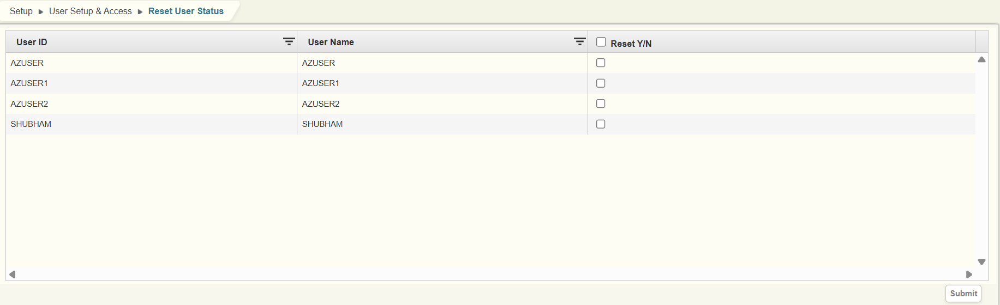 Setup User Setup & Access Reset User Status
User ID User Name Reset Y/N
AZUSER AZUSER
AZUSER1 AZUSER1
AZUSER2 AZUSER2
SHUBHAM SHUBHAM
Submit